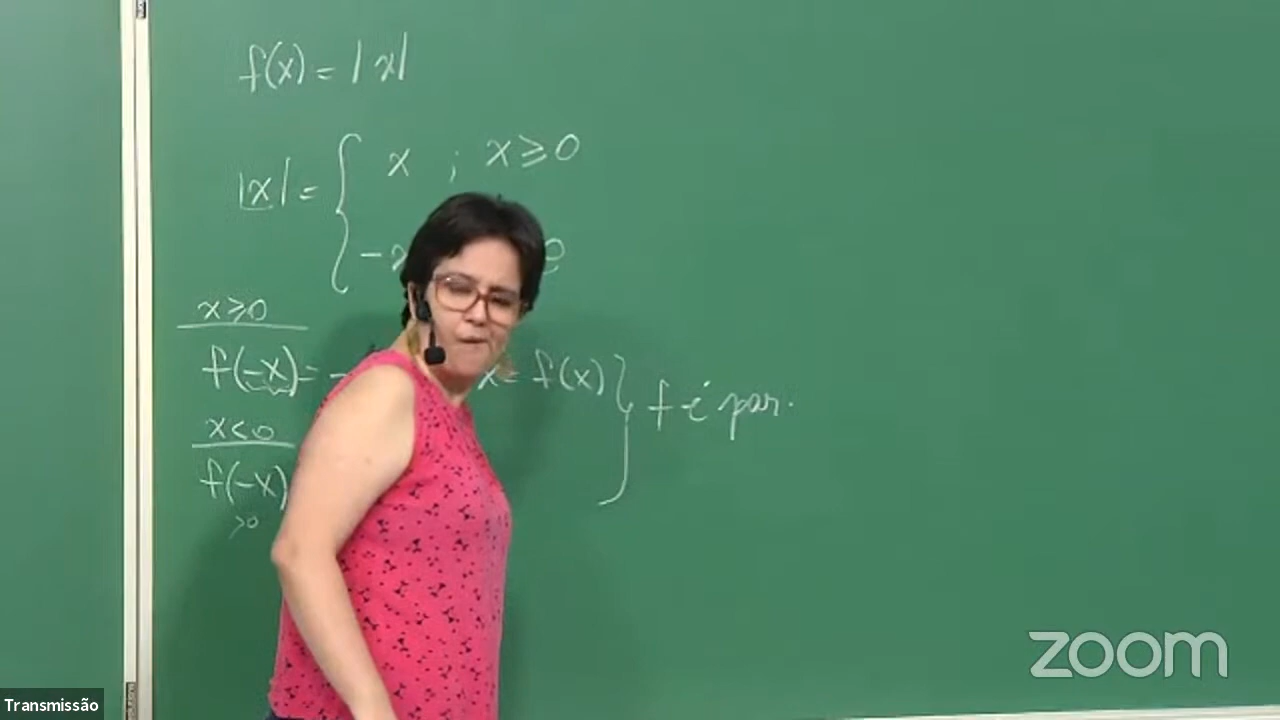 f(x) = |x|
|x| = { x ; x ≥ 0
-x
x ≥ 0
f(-x) = - x = f(x)
x < 0
f(-x)
>0
} f é par.
zoom
Transmissão